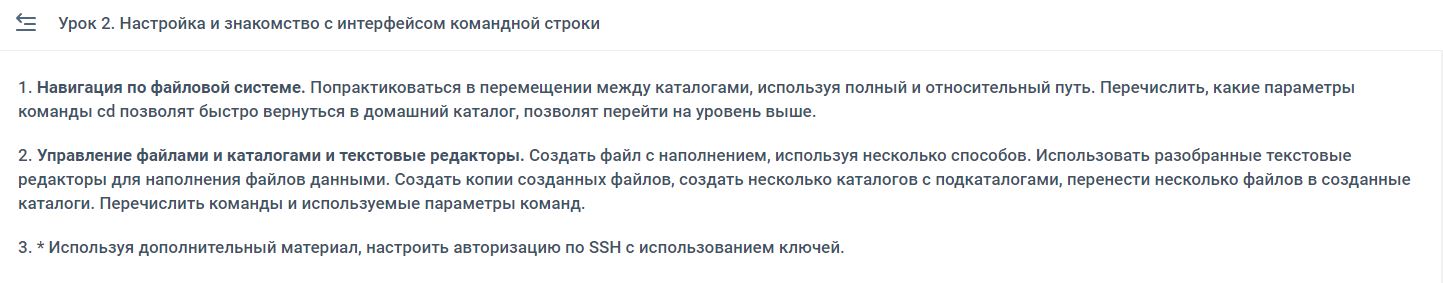 Урок 2. Настройка и знакомство с интерфейсом командной строки
1. Навигация по файловой системе. Попрактиковаться в перемещении между каталогами, используя полный и относительный путь. Перечислить, какие параметры
команды cd позволят быстро вернуться в домашний каталог, позволят перейти на уровень выше.
2. Управление файлами и каталогами и текстовые редакторы. Создать файл с наполнением, используя несколько способов. Использовать разобранные текстовые
редакторы для наполнения файлов данными. Создать копии созданных файлов, создать несколько каталогов с подкаталогами, перенести несколько файлов в созданные
каталоги. Перечислить команды и используемые параметры команд.
3. * Используя дополнительный материал, настроить авторизацию по SSH с использованием ключей.